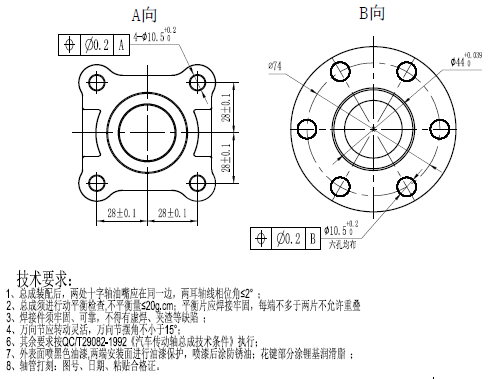 A向
B向
⌖ Ø0.2 A
4-Ø10.5 +0.2 0
28±0.1
28±0.1
28±0.1
28±0.1
Ø74
Ø44 +0.039 0
⌖ Ø0.2 B
Ø10.5 +0.2 0
六孔均布
技术要求:
1、总成装配后，两处十字轴油嘴应在同一边，两耳轴线相位角≤2°；
2、总成须进行动平衡检查,不平衡量≤20g.cm；平衡片应焊接牢固，每端不多于两片不允许重叠
3、焊接件须牢固、可靠，不得有虚焊、夹渣等缺陷；
4、万向节应转动灵活，万向节摆角不小于15°；
6、其余要求按QC/T29082-1992《汽车传动轴总成技术条件》执行；
7、外表面喷黑色油漆,两端安装面进行油漆保护，喷漆后涂防锈油；花键部分涂锂基润滑脂；
8、轴管打刻：图号、日期、粘贴合格证。